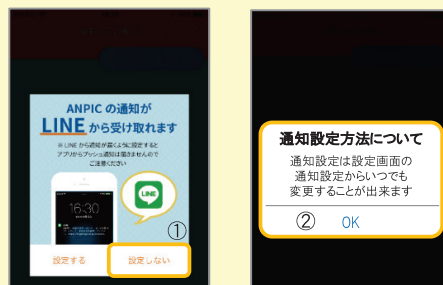 ANPIC の通知が
LINE から受け取れます
※ LINE から通知が届くように設定すると
アプリからプッシュ通知は届きませんので
ご注意ください
16:30
LINE
①
設定する
設定しない
通知設定方法について
通知設定は設定画面の
通知設定からいつでも
変更することが出来ます
② OK